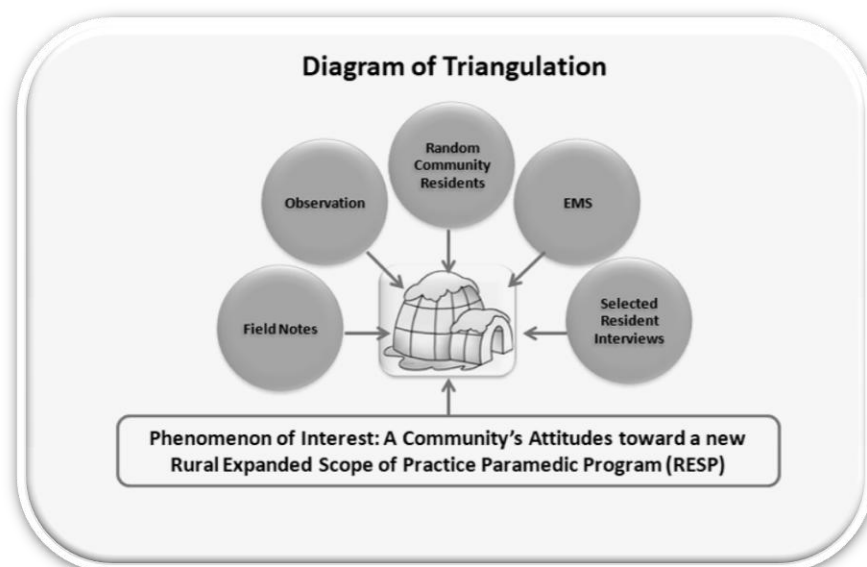 Diagram of Triangulation
Random
Community
Residents
Observation
EMS
Field Notes
Selected
Resident
Interviews
Phenomenon of Interest: A Community's Attitudes toward a new
Rural Expanded Scope of Practice Paramedic Program (RESP)